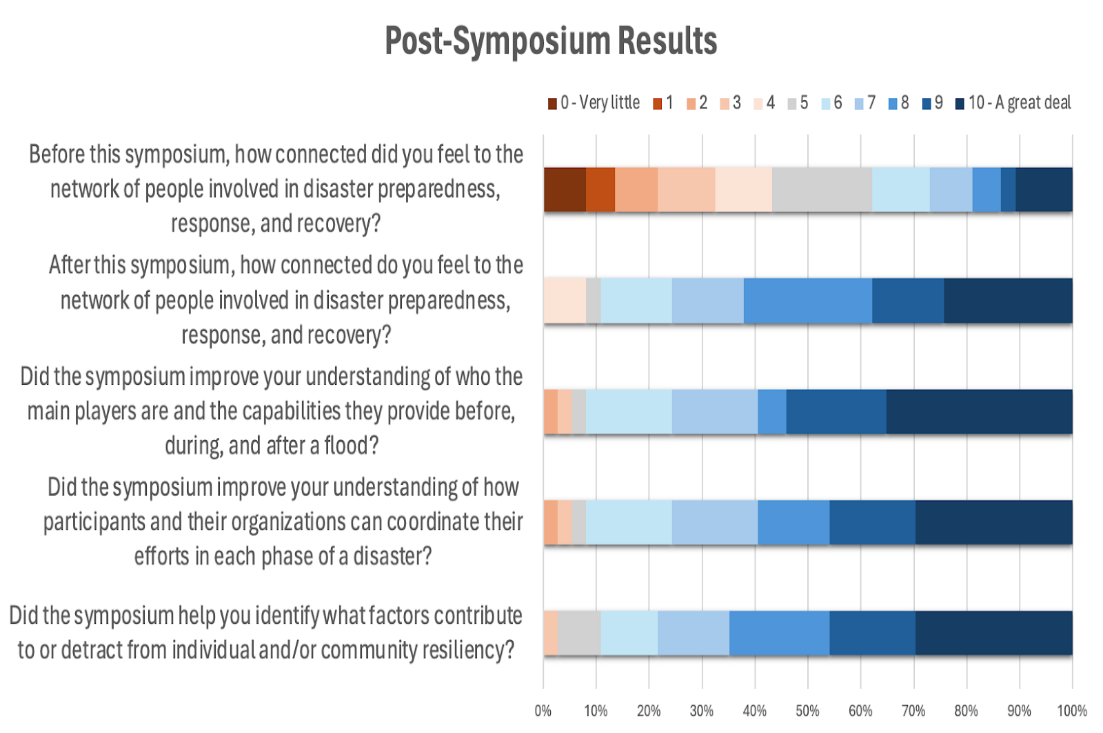 Post-Symposium Results
0 - Very little 1 2 3 4 5 6 7 8 9 10 - A great deal
Before this symposium, how connected did you feel to the
network of people involved in disaster preparedness,
response, and recovery?
After this symposium, how connected do you feel to the
network of people involved in disaster preparedness,
response, and recovery?
Did the symposium improve your understanding of who the
main players are and the capabilities they provide before,
during, and after a flood?
Did the symposium improve your understanding of how
participants and their organizations can coordinate their
efforts in each phase of a disaster?
Did the symposium help you identify what factors contribute
to or detract from individual and/or community resiliency?
0% 10% 20% 30% 40% 50% 60% 70% 80% 90% 100%